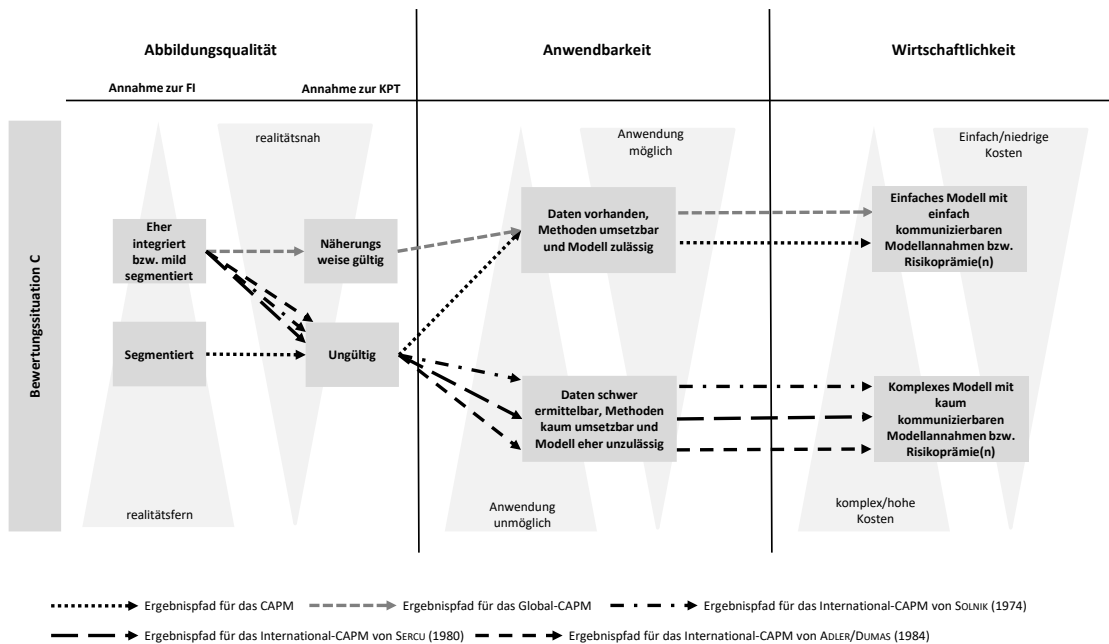 Abbildungsqualität
Anwendbarkeit
Wirtschaftlichkeit
Annahme zur FI
Annahme zur KPT
Bewertungssituation C
realitätsnah
Anwendung
möglich
Einfach/niedrige
Kosten
Eher
integriert
bzw. mild
segmentiert
Näherungs
weise gültig
Daten vorhanden,
Methoden umsetzbar
und Modell zulässig
Einfaches Modell mit
einfach
kommunizierbaren
Modellannahmen bzw.
Risikoprämie(n)
Segmentiert
Ungültig
Daten schwer
ermittelbar, Methoden
kaum umsetzbar und
Modell eher unzulässig
Komplexes Modell mit
kaum
kommunizierbaren
Modellannahmen bzw.
Risikoprämie(n)
realitätsfern
Anwendung
unmöglich
komplex/hohe
Kosten
Ergebnispfad für das CAPM
Ergebnispfad für das Global-CAPM
Ergebnispfad für das International-CAPM von SOLNIK (1974)
Ergebnispfad für das International-CAPM von SERCU (1980)
Ergebnispfad für das International-CAPM von ADLER/DUMAS (1984)